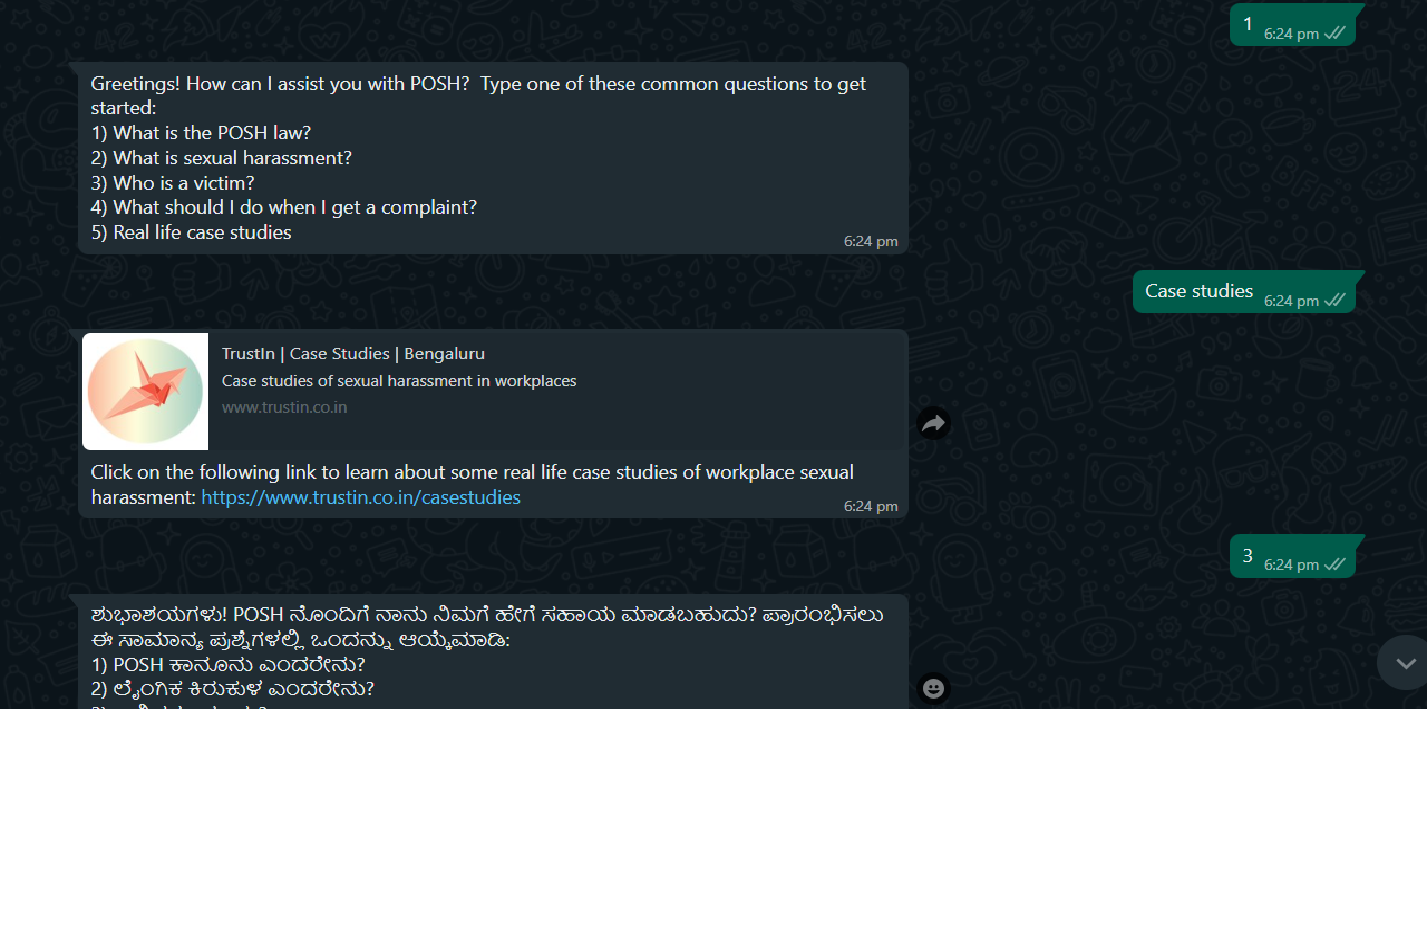 1
6:24 pm
Greetings! How can I assist you with POSH?  Type one of these common questions to get
started:
1) What is the POSH law?
2) What is sexual harassment?
3) Who is a victim?
4) What should I do when I get a complaint?
5) Real life case studies
6:24 pm
Case studies
6:24 pm
TrustIn | Case Studies | Bengaluru
Case studies of sexual harassment in workplaces
www.trustin.co.in
Click on the following link to learn about some real life case studies of workplace sexual
harassment: https://www.trustin.co.in/casestudies
6:24 pm
3
6:24 pm
ಶುಭಾಶಯಗಳು! POSH ನೊಂದಿಗೆ ನಾನು ನಿಮಗೆ ಹೇಗೆ ಸಹಾಯ ಮಾಡಬಹುದು? ಪ್ರಾರಂಭಿಸಲು
ಈ ಸಾಮಾನ್ಯ ಪ್ರಶ್ನೆಗಳಲ್ಲಿ ಒಂದನ್ನು ಆಯ್ಕೆಮಾಡಿ:
1) POSH ಕಾನೂನು ಎಂದರೇನು?
2) ಲೈಂಗಿಕ ಕಿರುಕುಳ ಎಂದರೇನು?